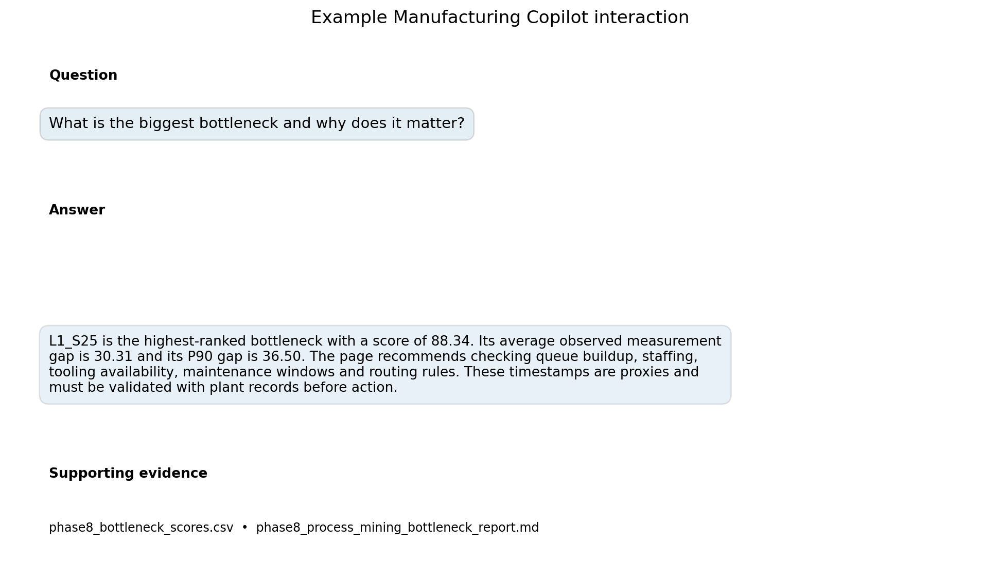 Example Manufacturing Copilot interaction
Question
What is the biggest bottleneck and why does it matter?
Answer
L1_S25 is the highest-ranked bottleneck with a score of 88.34. Its average observed measurement
gap is 30.31 and its P90 gap is 36.50. The page recommends checking queue buildup, staffing,
tooling availability, maintenance windows and routing rules. These timestamps are proxies and
must be validated with plant records before action.
Supporting evidence
phase8_bottleneck_scores.csv • phase8_process_mining_bottleneck_report.md